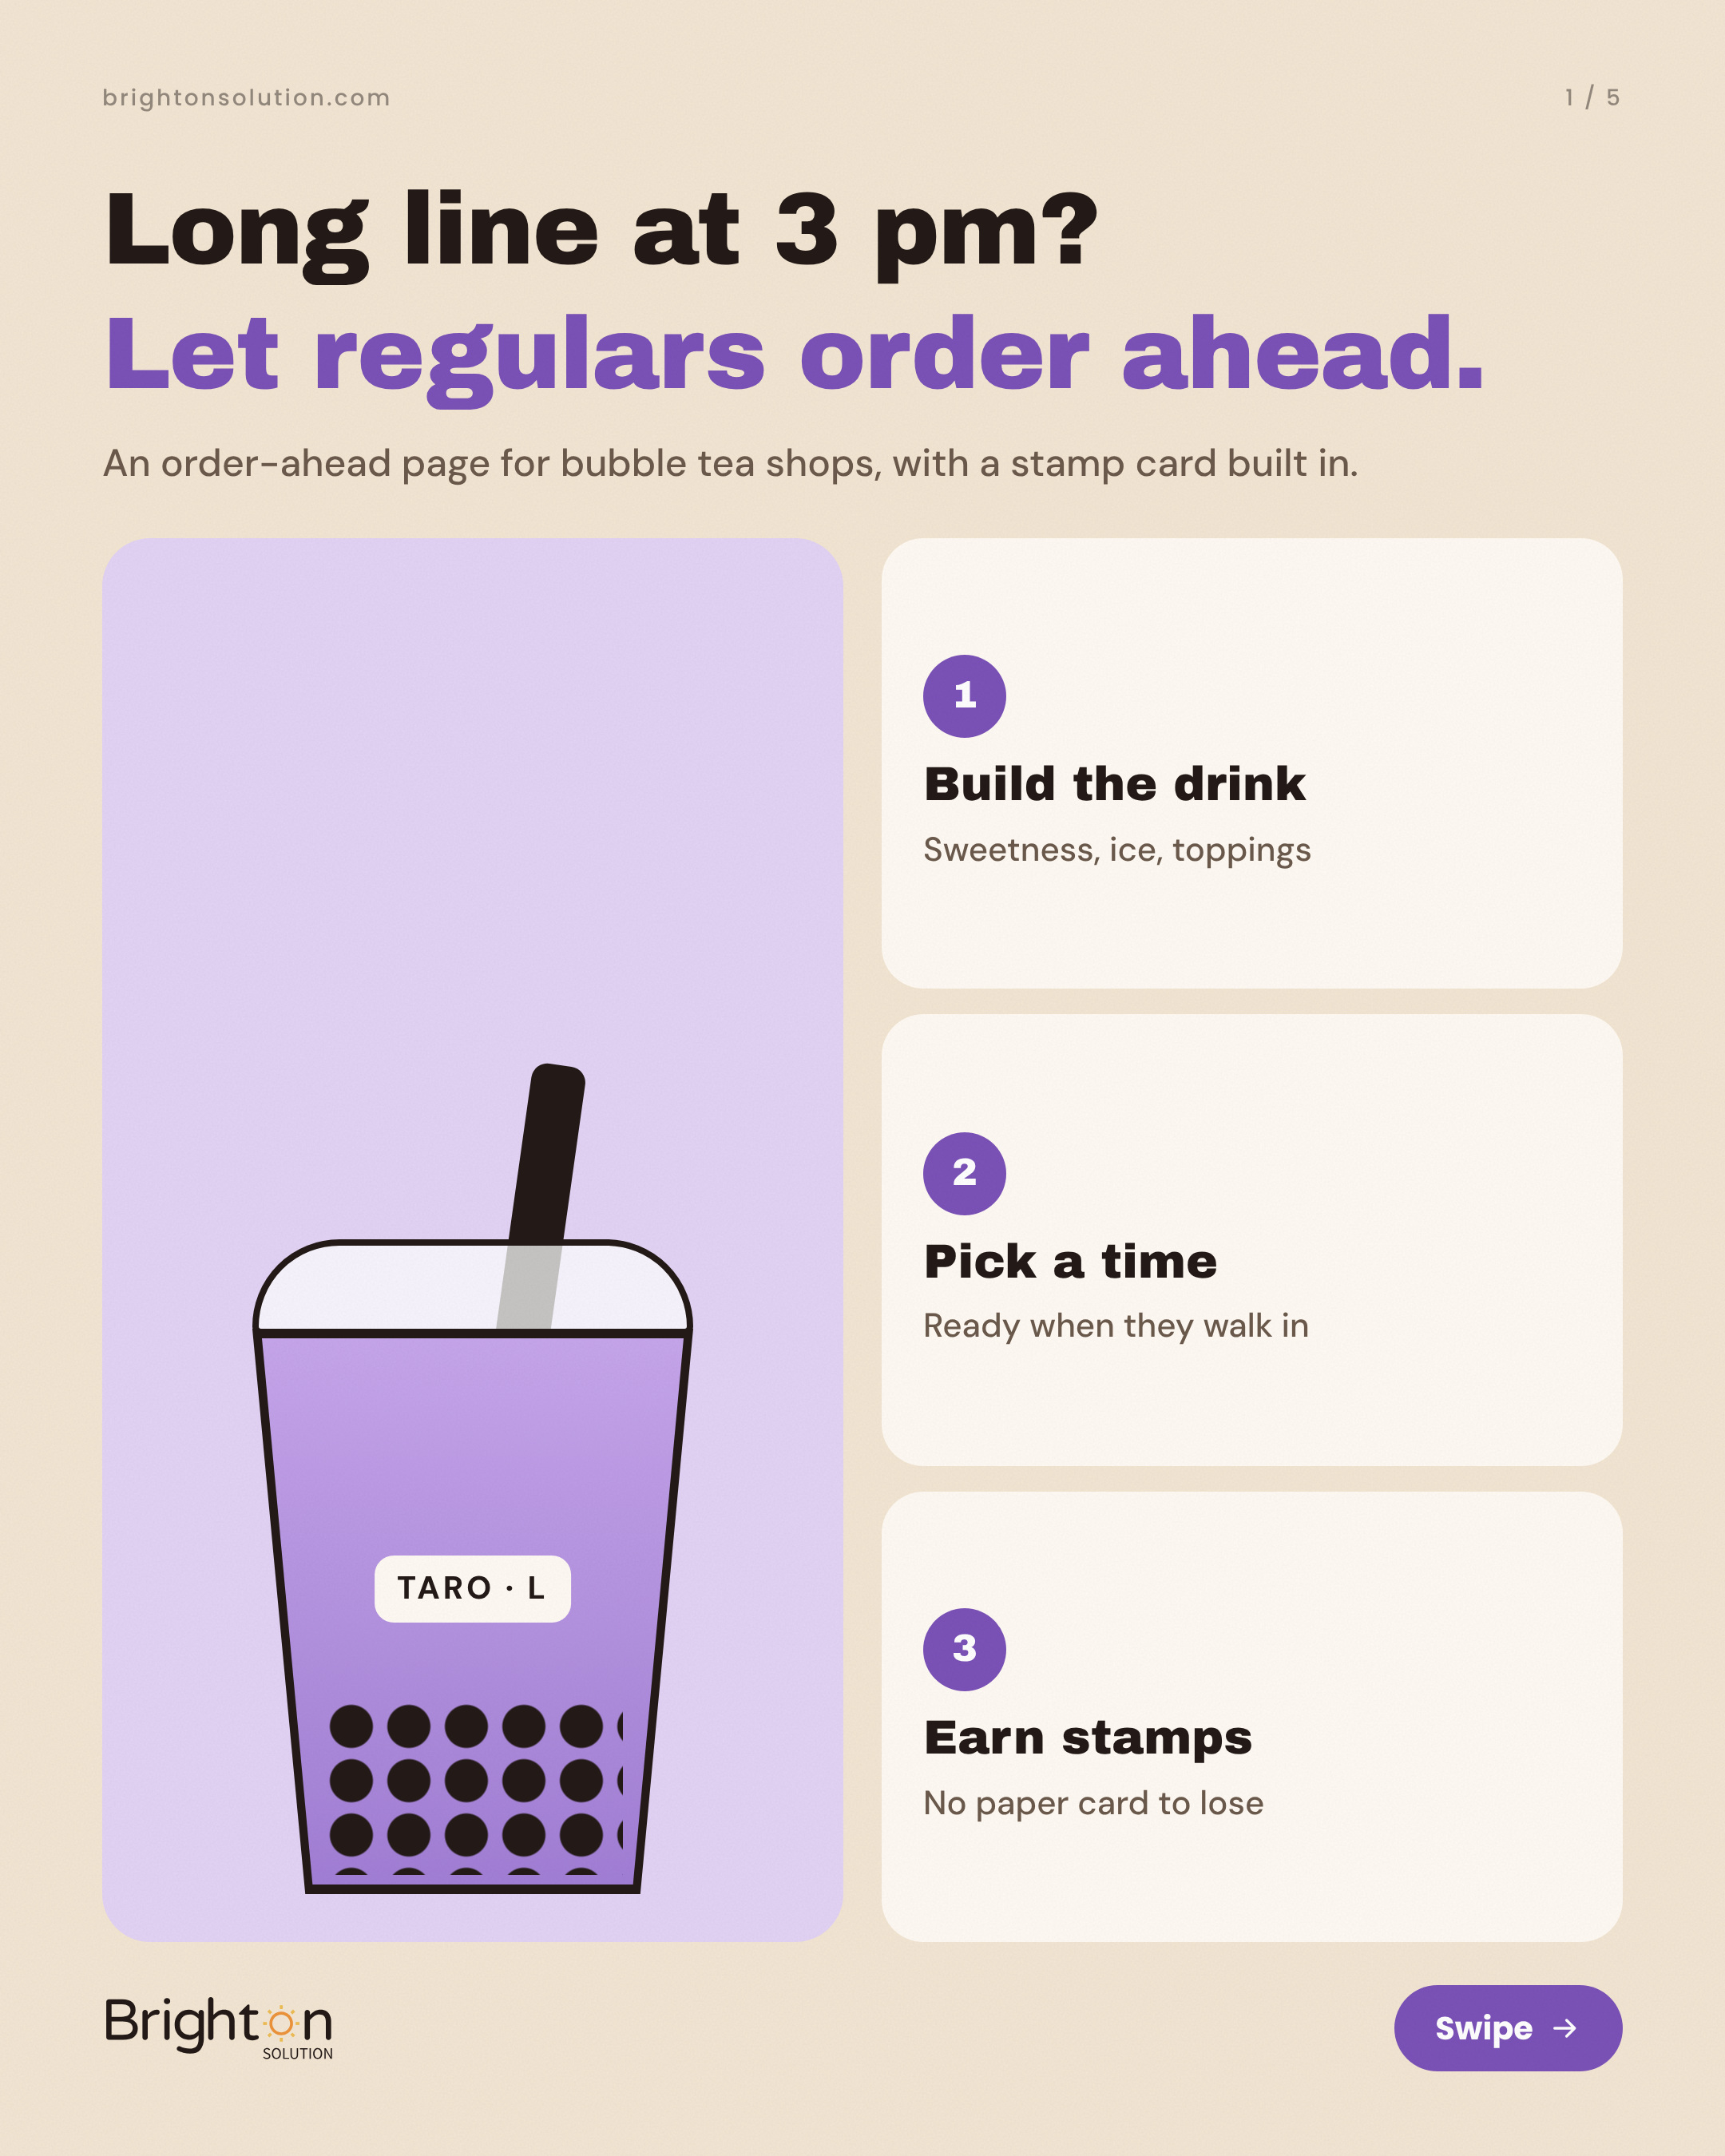 brightonsolution.com
1 / 5
Long line at 3 pm?
Let regulars order ahead.
An order-ahead page for bubble tea shops, with a stamp card built in.
1
Build the drink
Sweetness, ice, toppings
TARO · L
2
Pick a time
Ready when they walk in
3
Earn stamps
No paper card to lose
Brighton
SOLUTION
Swipe →